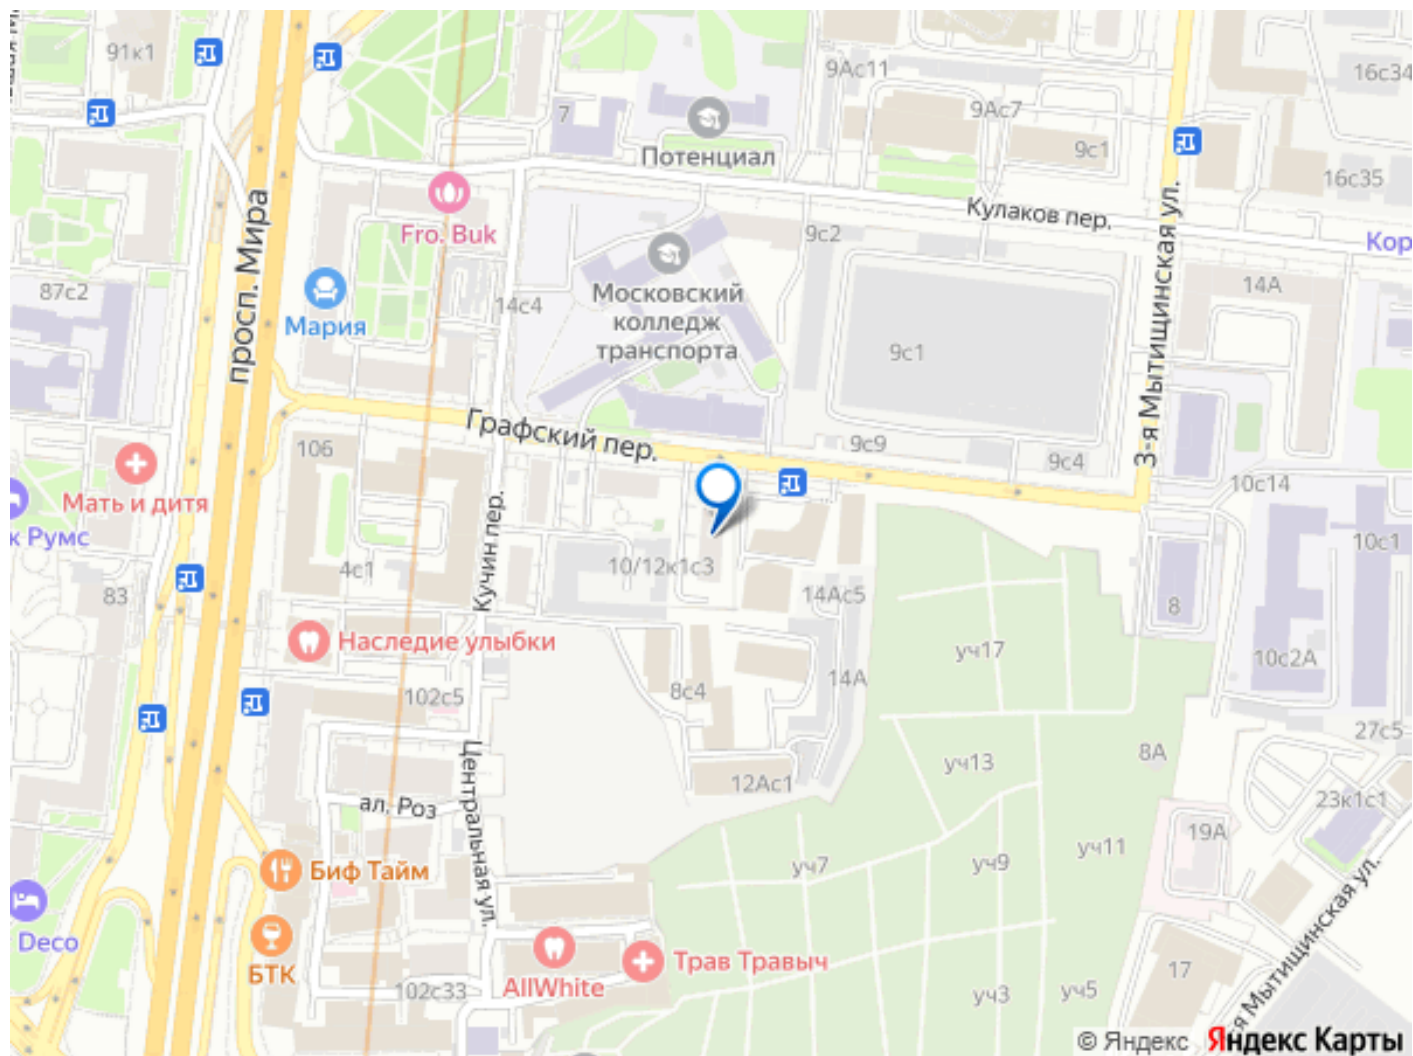 91к1
7
9Ас11
16с34
9Ас7
Потенциал
9с1
16с35
просп. Мира
Fro. Buk
Кулаков пер.
3-я Мытищинская ул.
9с2
Кор
87с2
Мария
14с4
Московский
колледж
транспорта
14А
9с1
106
Графский пер.
9с9
9с4
Мать и дитя
10с14
к Румс
Кучин пер.
10с1
4с1
10/12к1с3
83
14Ас5
8
Наследие улыбки
уч17
10с2А
102с5
8с4
14А
27с5
Центральная ул.
уч13
8А
12Ас1
ал. Роз
23к1с1
19А
Биф Тайм
уч7
уч9
уч11
Deco
БТК
AllWhite
Трав Травыч
17
102с33
уч3
уч5
-я Мытищинская ул.
© Яндекс
Яндекс Карты